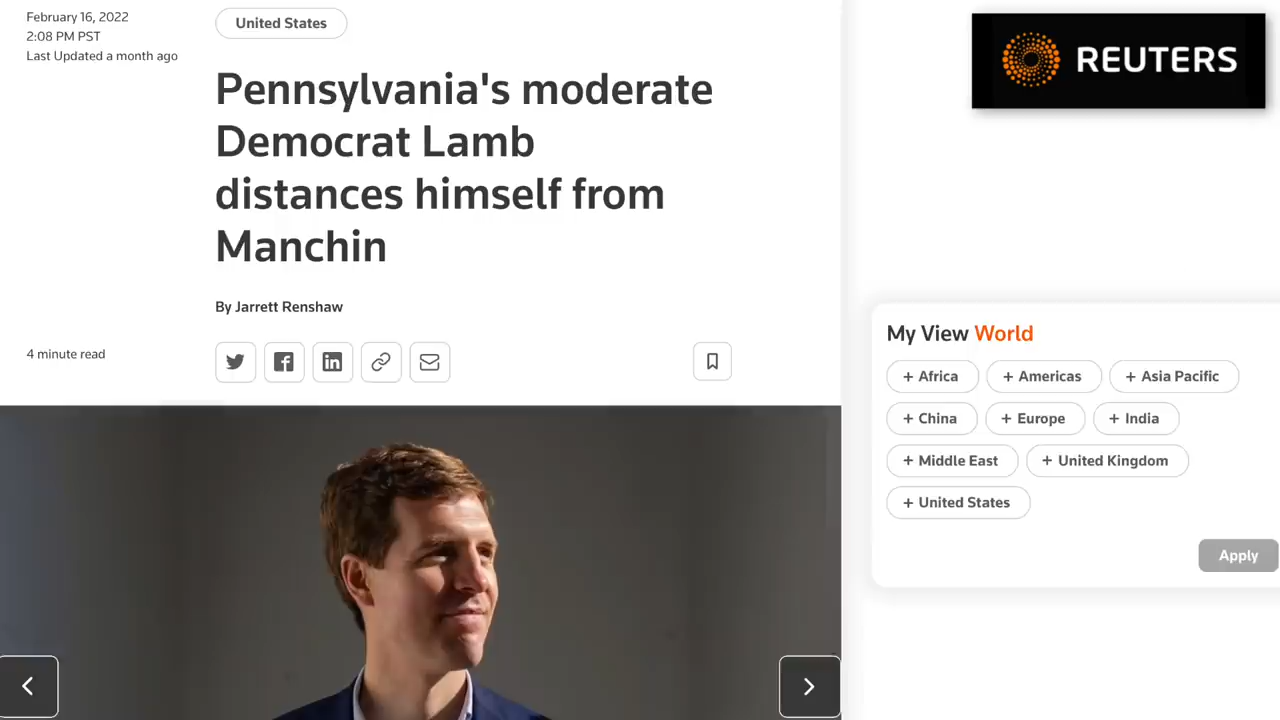 February 16, 2022
2:08 PM PST
Last Updated a month ago
United States
Pennsylvania's moderate
Democrat Lamb
distances himself from
Manchin
By Jarrett Renshaw
4 minute read
REUTERS
My View World
+ Africa
+ Americas
+ Asia Pacific
+ China
+ Europe
+ India
+ Middle East
+ United Kingdom
+ United States
Apply